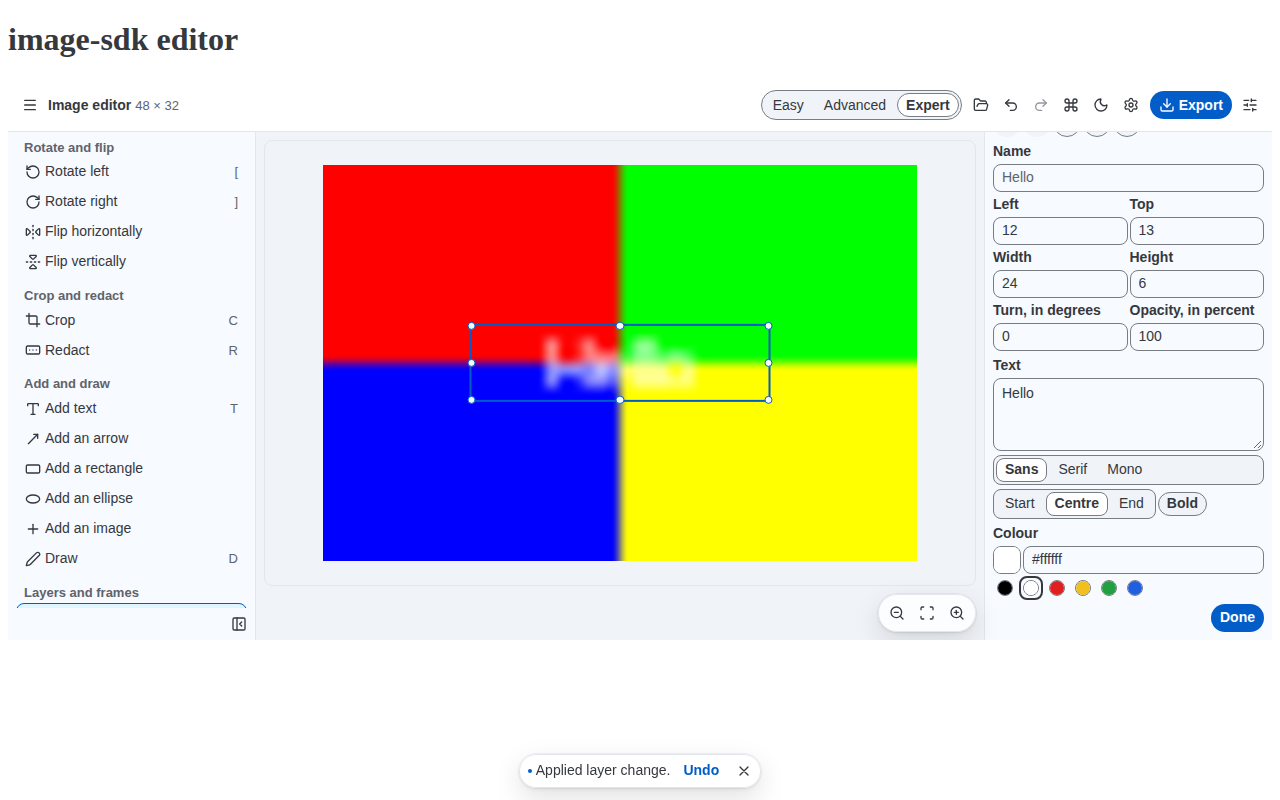 image-sdk editor
Image editor 48 × 32
Easy Advanced Expert
Export
Rotate and flip
Rotate left [
Rotate right ]
Flip horizontally
Flip vertically
Crop and redact
Crop C
Redact R
Add and draw
Add text T
Add an arrow
Add a rectangle
Add an ellipse
Add an image
Draw D
Layers and frames
Hello
Name
Hello
Left Top
12 13
Width Height
24 6
Turn, in degrees Opacity, in percent
0 100
Text
Hello
Sans Serif Mono
Start Centre End Bold
Colour
#ffffff
Done
Applied layer change. Undo